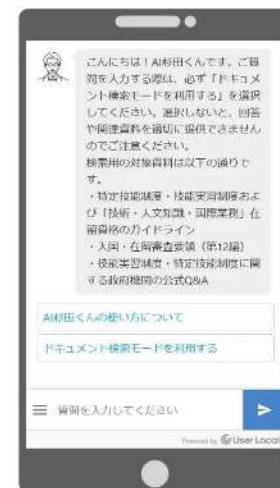 こんにちは！AI杉田くんです。ご質
問を入力する際は、必ず「ドキュメ
ント検索モードを利用する」を選択
してください。選択しないと、回答
や関連資料を適切に提供できません
のでご注意ください。
検索用の対象資料は以下の通りで
す。
・特定技能制度・技能実習制度およ
び「技術・人文知識・国際業務」在
留資格のガイドライン
・入国・在留審査要領（第12編）
・技能実習制度・特定技能制度に関
する政府機関の公式Q&A
AI杉田くんの使い方について
ドキュメント検索モードを利用する
質問を入力してください
Powered by User Local